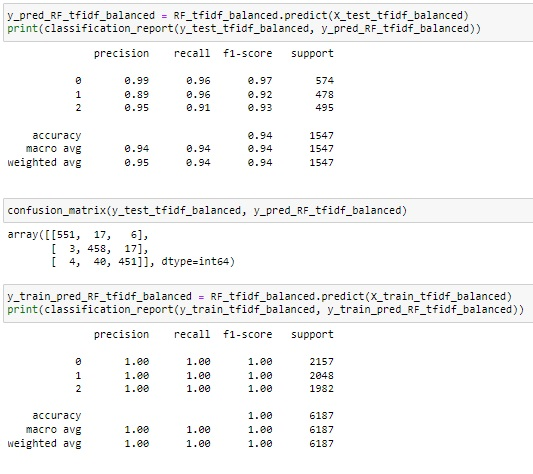 y_pred_RF_tfidf_balanced = RF_tfidf_balanced.predict(X_test_tfidf_balanced)
print(classification_report(y_test_tfidf_balanced, y_pred_RF_tfidf_balanced))
precision recall f1-score support
0 0.99 0.96 0.97 574
1 0.89 0.96 0.92 478
2 0.95 0.91 0.93 495
accuracy 0.94 1547
macro avg 0.94 0.94 0.94 1547
weighted avg 0.95 0.94 0.94 1547
confusion_matrix(y_test_tfidf_balanced, y_pred_RF_tfidf_balanced)
array([[551, 17, 6],
[ 3, 458, 17],
[ 4, 40, 451]], dtype=int64)
y_train_pred_RF_tfidf_balanced = RF_tfidf_balanced.predict(X_train_tfidf_balanced)
print(classification_report(y_train_tfidf_balanced, y_train_pred_RF_tfidf_balanced))
precision recall f1-score support
0 1.00 1.00 1.00 2157
1 1.00 1.00 1.00 2048
2 1.00 1.00 1.00 1982
accuracy 1.00 6187
macro avg 1.00 1.00 1.00 6187
weighted avg 1.00 1.00 1.00 6187